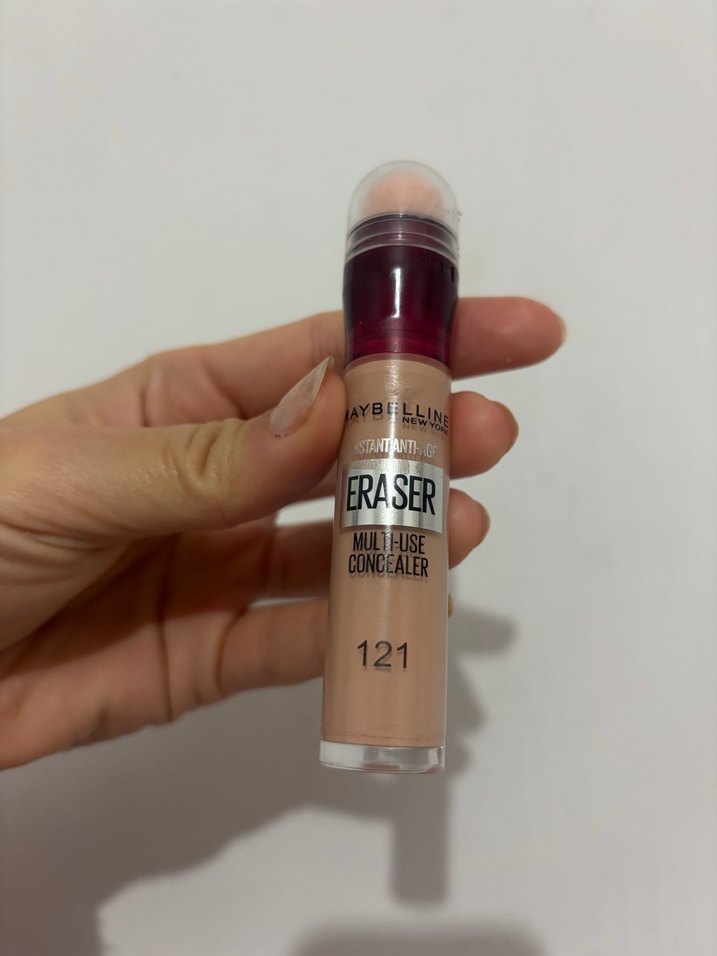 MAYBELLINE
NEW YORK
INSTANT ANTI-AGE
ERASER
MULTI-USE
CONCEALER
121